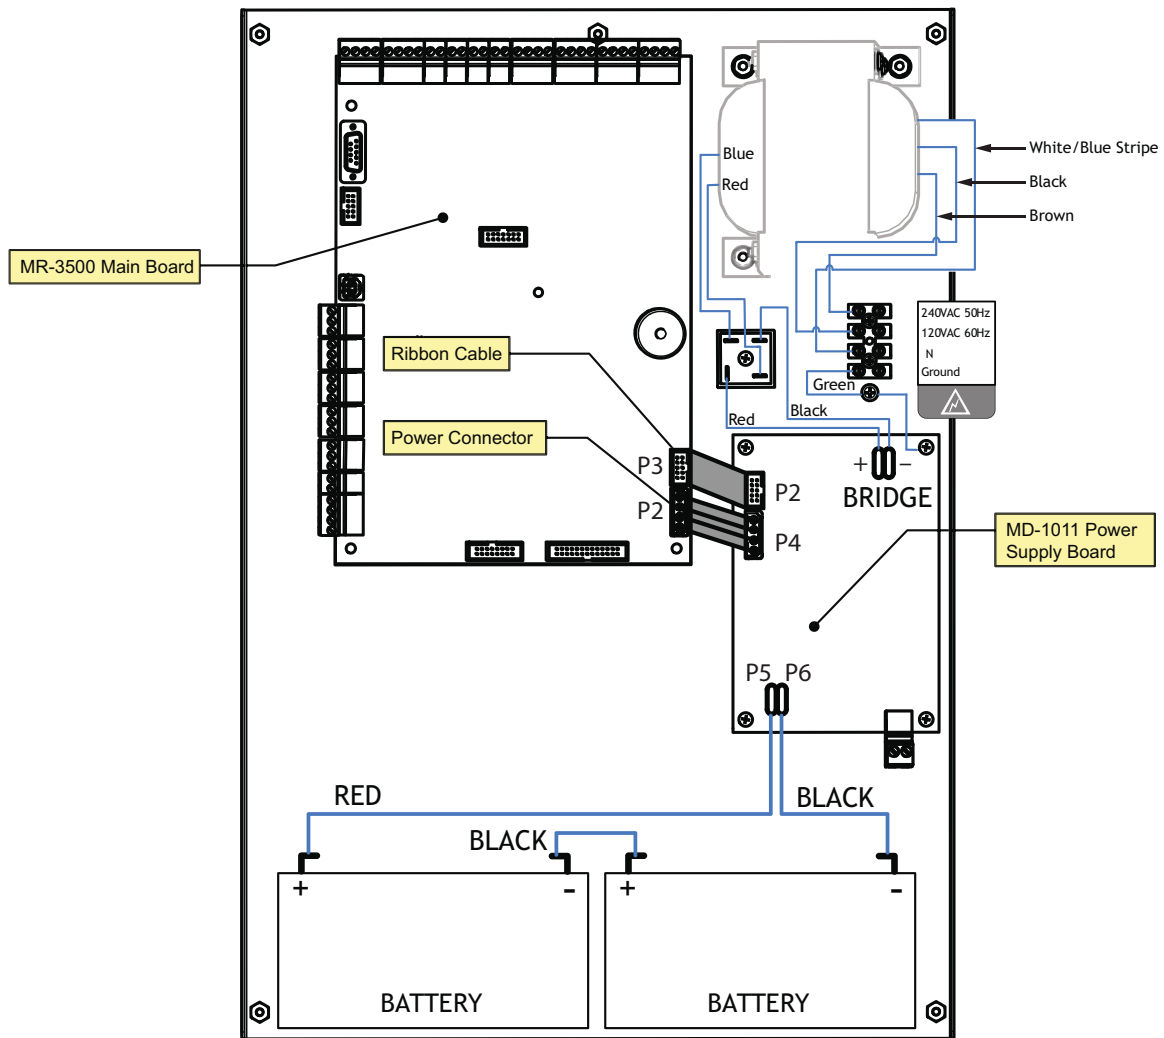 Blue
Red
White/Blue Stripe
Black
Brown
MR-3500 Main Board
240VAC 50Hz
120VAC 60Hz
N
Ground
Ribbon Cable
Green
Red
Black
Power Connector
P3
P2
P2
P4
+ −
BRIDGE
MD-1011 Power
Supply Board
P5 P6
RED
BLACK
BLACK
+ - + -
BATTERY
BATTERY